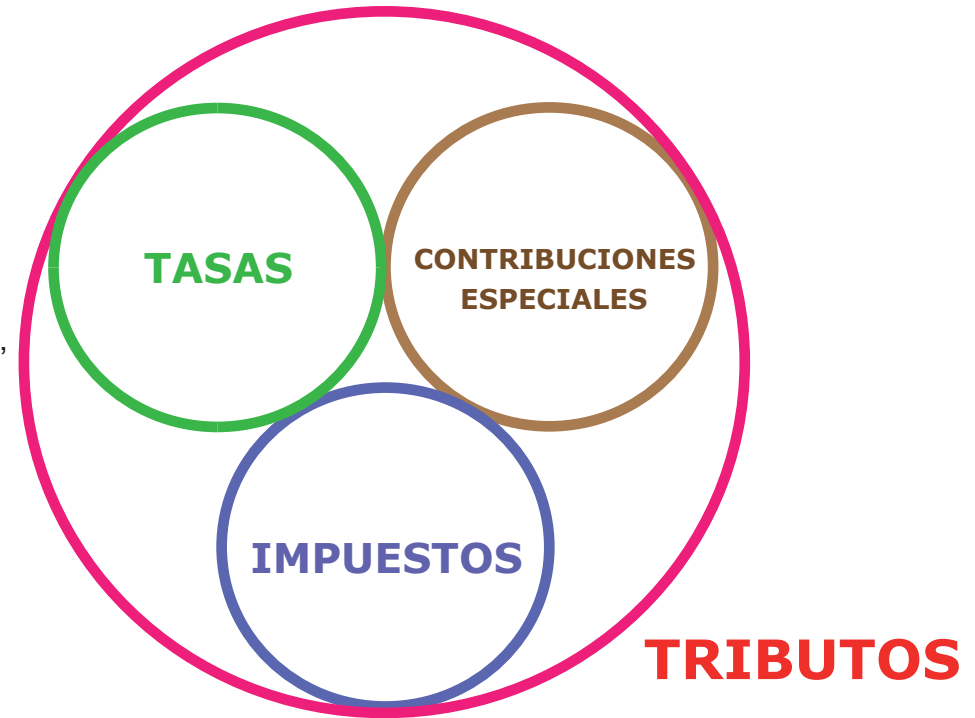 TASAS
CONTRIBUCIONES
ESPECIALES
,
IMPUESTOS
TRIBUTOS